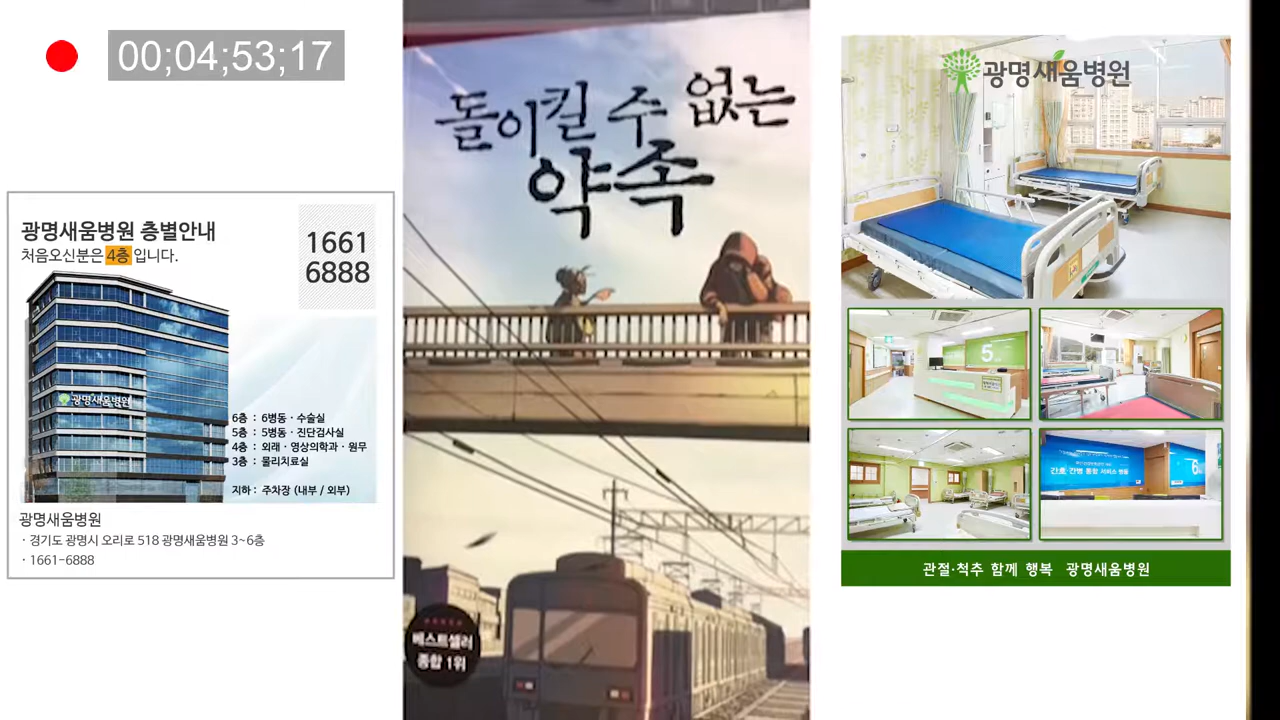 00;04;53;17
광명새움병원 층별안내
처음오신분은 4층 입니다.
1661
6888
광명새움병원
6층 : 6병동 · 수술실
5층 : 5병동 · 진단검사실
4층 : 외래 · 영상의학과 · 원무
3층 : 물리치료실
지하 : 주차장 (내부 / 외부)
광명새움병원
· 경기도 광명시 오리로 518 광명새움병원 3~6층
· 1661-6888
돌이킬 수 없는
약속
베스트셀러
종합 1위
광명새움병원
5
간호·간병 통합 서비스 병동
6
관절·척추 함께 행복 광명새움병원